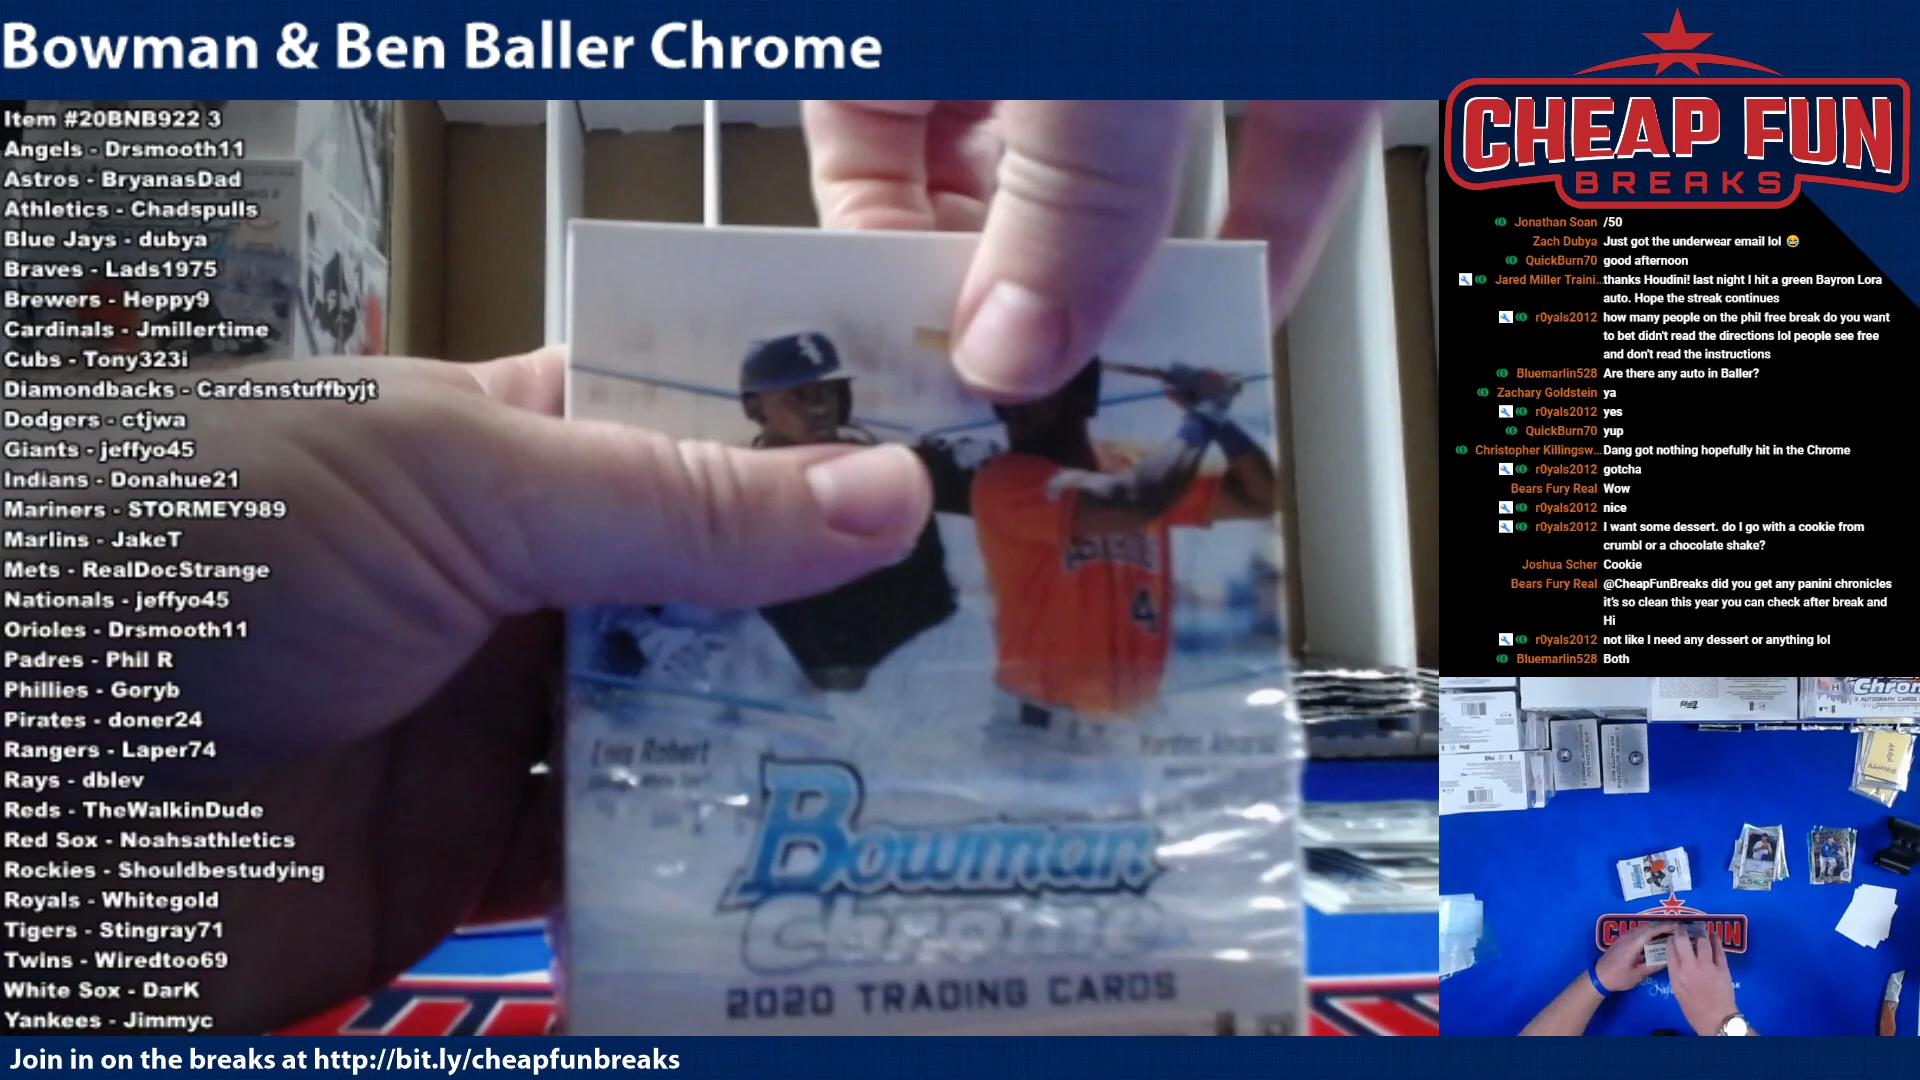 Bowman & Ben Baller Chrome
Item #20BNB922 3
Angels - Drsmooth11
Astros - BryanasDad
Athletics - Chadspulls
Blue Jays - dubya
Braves - Lads1975
Brewers - Heppy9
Cardinals - Jmillertime
Cubs - Tony323i
Diamondbacks - Cardsnstuffbyjt
Dodgers - ctjwa
Giants - jeffyo45
Indians - Donahue21
Mariners - STORMEY989
Marlins - JakeT
Mets - RealDocStrange
Nationals - jeffyo45
Orioles - Drsmooth11
Padres - Phil R
Phillies - Goryb
Pirates - doner24
Rangers - Laper74
Rays - dblev
Reds - TheWalkinDude
Red Sox - Noahsathletics
Rockies - Shouldbestudying
Royals - Whitegold
Tigers - Stingray71
Twins - Wiredtoo69
White Sox - DarK
Yankees - Jimmyc
4
Luis Robert
Bowman
Chrome
2020 TRADING CARDS
CHEAP FUN
BREAKS
Jonathan Soan /50
Zach Dubya Just got the underwear email lol 😂
QuickBurn70 good afternoon
Jared Miller Traini... thanks Houdini! last night I hit a green Bayron Lora
auto. Hope the streak continues
r0yals2012 how many people on the phil free break do you want
to bet didn't read the directions lol people see free
and don't read the instructions
Bluemarlin528 Are there any auto in Baller?
Zachary Goldstein ya
r0yals2012 yes
QuickBurn70 yup
Christopher Killingsw... Dang got nothing hopefully hit in the Chrome
r0yals2012 gotcha
Bears Fury Real Wow
r0yals2012 nice
r0yals2012 I want some dessert. do I go with a cookie from
crumbl or a chocolate shake?
Joshua Scher Cookie
Bears Fury Real @CheapFunBreaks did you get any panini chronicles
it's so clean this year you can check after break and
Hi
r0yals2012 not like I need any dessert or anything lol
Bluemarlin528 Both
Join in on the breaks at http://bit.ly/cheapfunbreaks